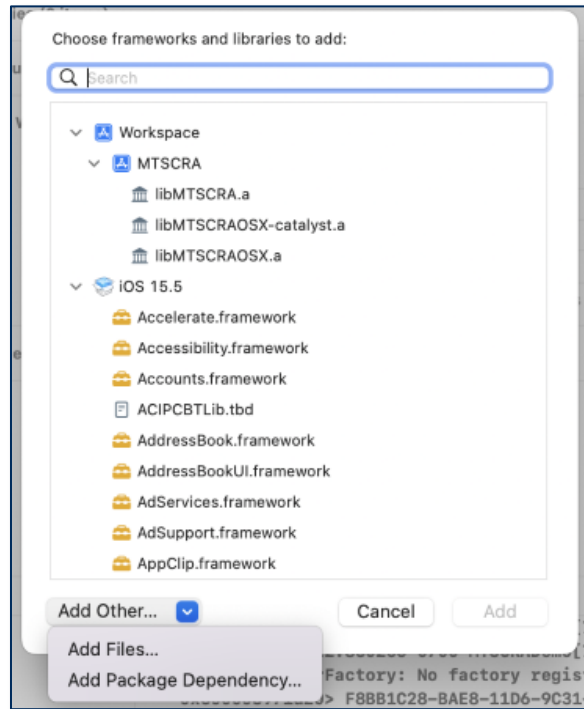 Choose frameworks and libraries to add:
Search
Workspace
MTSCRA
libMTSCRA.a
libMTSCRAOSX-catalyst.a
libMTSCRAOSX.a
iOS 15.5
Accelerate.framework
Accessibility.framework
Accounts.framework
ACIPCBTLib.tbd
AddressBook.framework
AddressBookUI.framework
AdServices.framework
AdSupport.framework
AppClip.framework
Add Other...
Cancel
Add
Add Files...
Add Package Dependency...
Factory: No factory regis
F8BB1C28-BAE8-11D6-9C31-